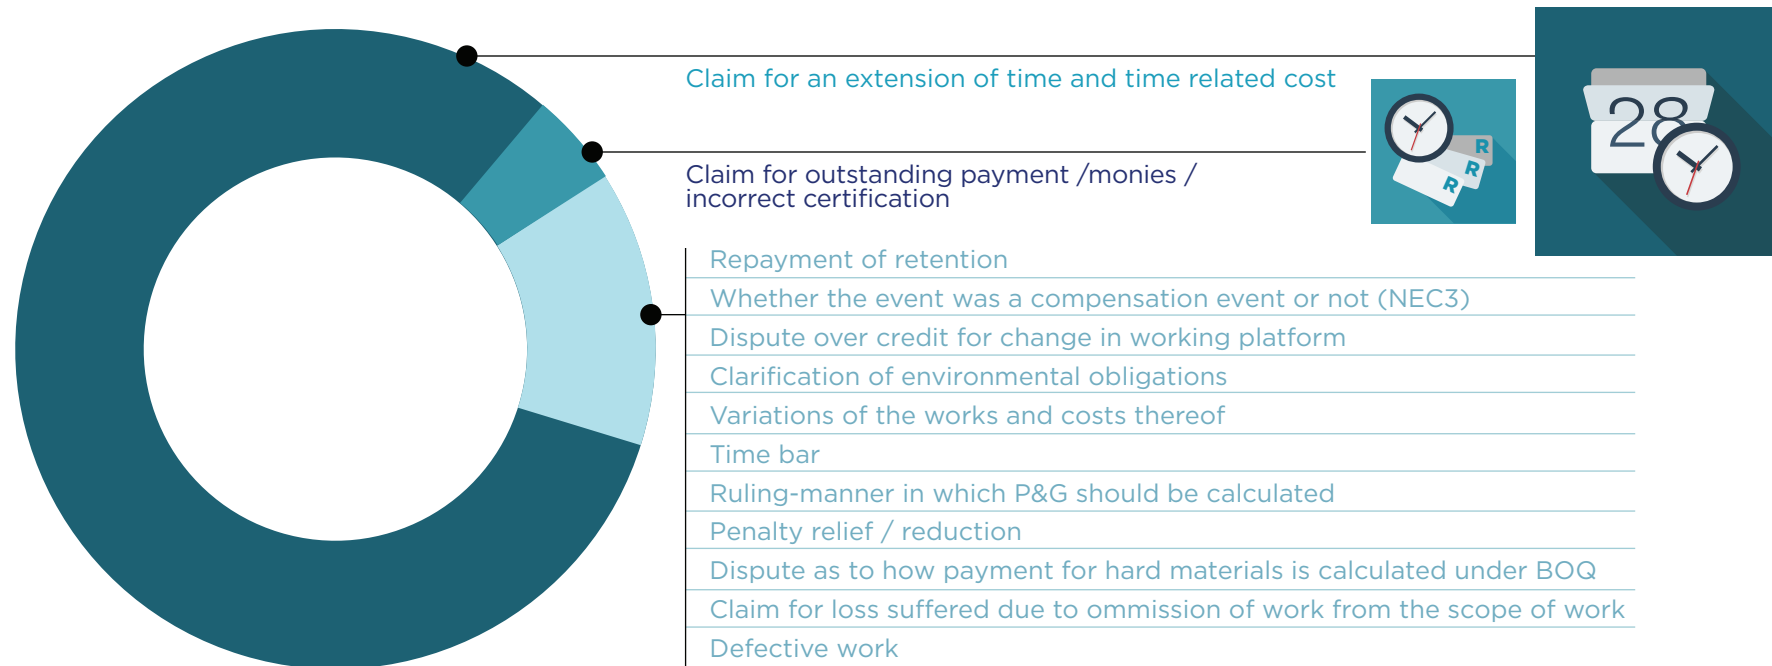 Claim for an extension of time and time related cost
28
R
R
R
Claim for outstanding payment /monies /
incorrect certification
Repayment of retention
Whether the event was a compensation event or not (NEC3)
Dispute over credit for change in working platform
Clarification of environmental obligations
Variations of the works and costs thereof
Time bar
Ruling-manner in which P&G should be calculated
Penalty relief / reduction
Dispute as to how payment for hard materials is calculated under BOQ
Claim for loss suffered due to ommission of work from the scope of work
Defective work